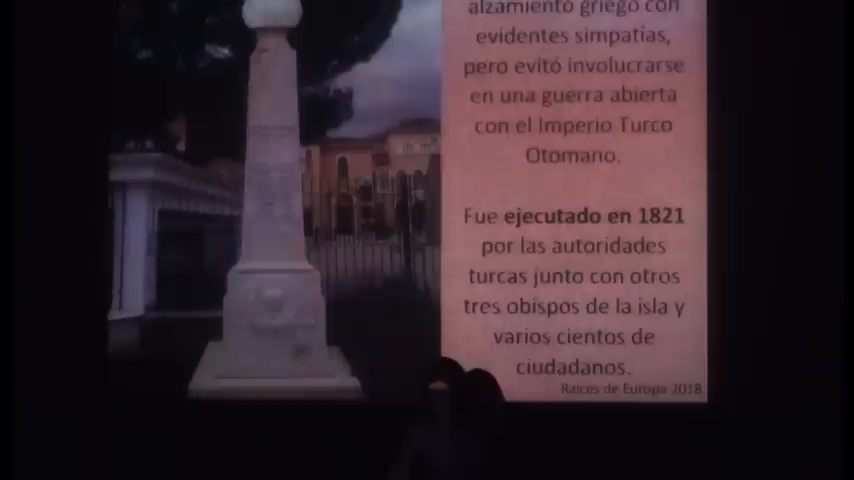 alzamiento griego con
evidentes simpatías,
pero evitó involucrarse
en una guerra abierta
con el Imperio Turco
Otomano.
Fue ejecutado en 1821
por las autoridades
turcas junto con otros
tres obispos de la isla y
varios cientos de
ciudadanos.
Raíces de Europa 2018